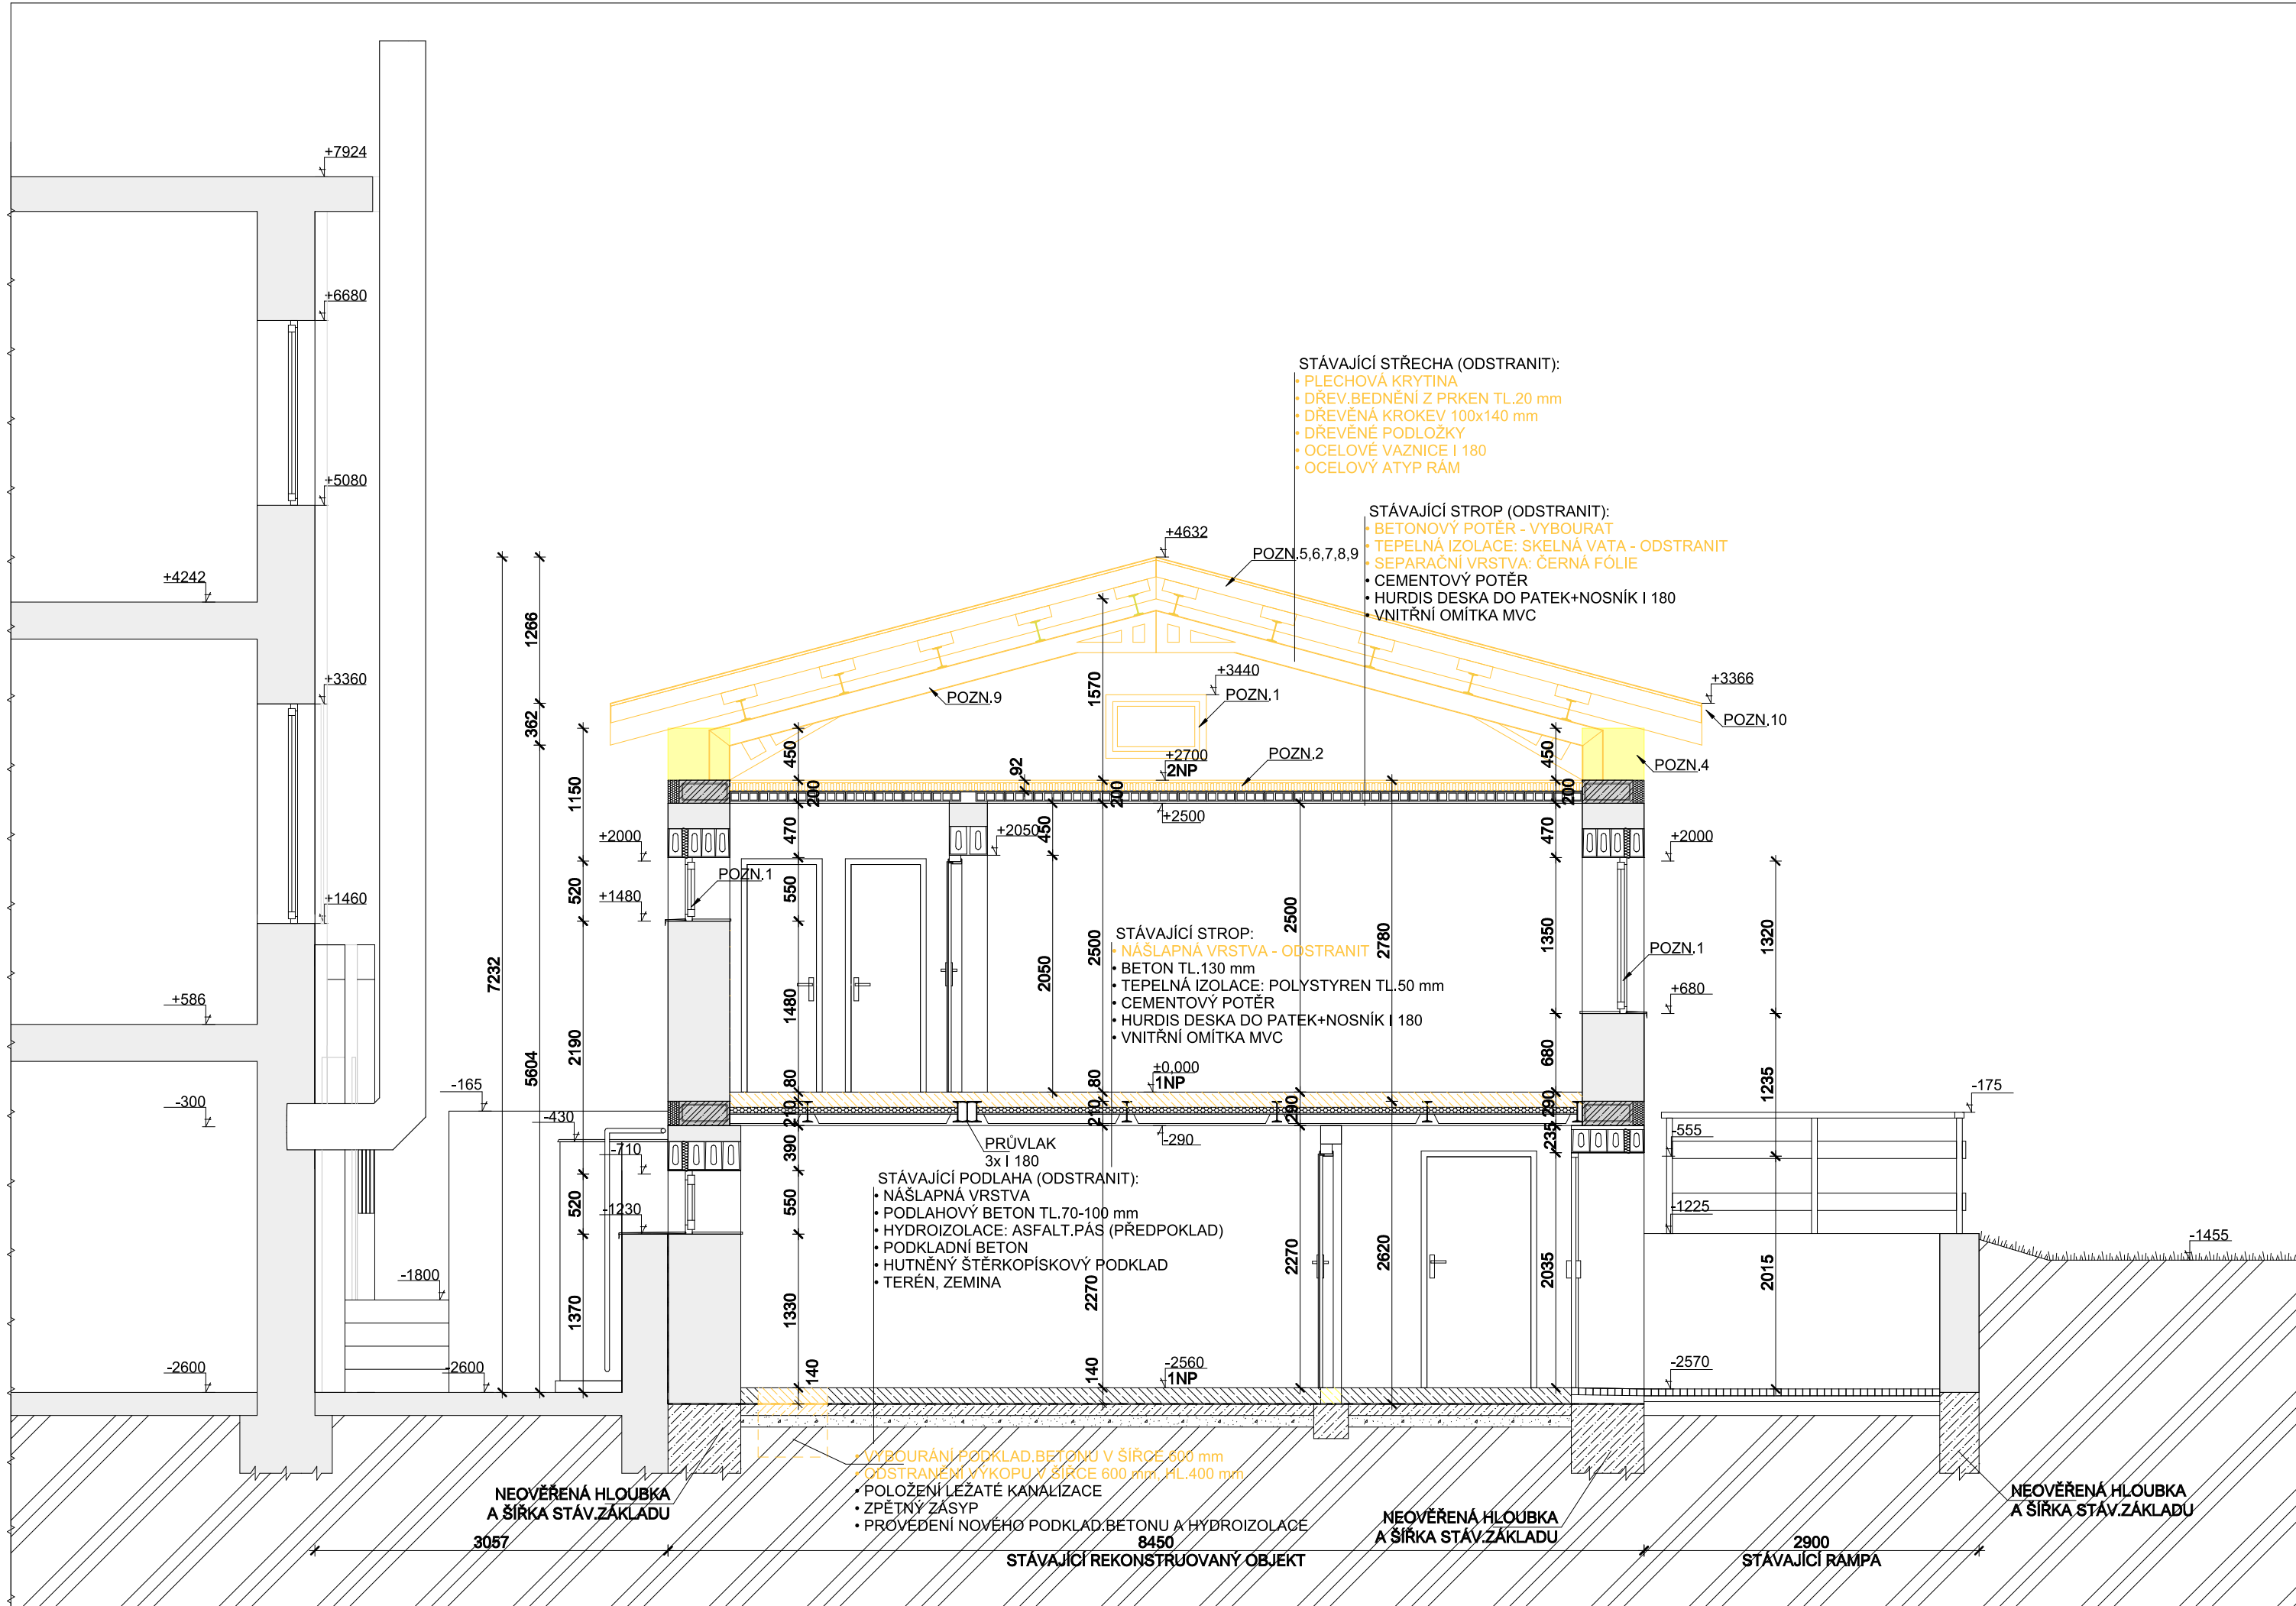 +7924
+6680
+5080
+4242
+3360
+1460
+586
-300
-2600
-165
-430
-710
-1230
-1800
-2600
7232
1266
362
5604
1150
520
2190
520
1370
+2000
+1480
POZN.1
STÁVAJÍCÍ STŘECHA (ODSTRANIT):
• PLECHOVÁ KRYTINA
• DŘEV.BEDNĚNÍ Z PRKEN TL.20 mm
• DŘEVĚNÁ KROKEV 100x140 mm
• DŘEVĚNÉ PODLOŽKY
• OCELOVÉ VAZNICE I 180
• OCELOVÝ ATYP RÁM
STÁVAJÍCÍ STROP (ODSTRANIT):
• BETONOVÝ POTĚR - VYBOURAT
• TEPELNÁ IZOLACE: SKELNÁ VATA - ODSTRANIT
• SEPARAČNÍ VRSTVA: ČERNÁ FÓLIE
• CEMENTOVÝ POTĚR
• HURDIS DESKA DO PATEK+NOSNÍK I 180
• VNITŘNÍ OMÍTKA MVC
+4632
POZN.5,6,7,8,9
POZN.9
1570
+3440
POZN.1
+3366
POZN.10
POZN.4
+2700
2NP
POZN.2
92
450
200
470
550
1480
80
210
390
550
1330
140
200
+2500
+2050
450
2050
2500
80
210
2270
140
2500
290
2270
2780
2620
450
200
470
1350
680
290
235
2035
STÁVAJÍCÍ STROP:
• NÁŠLAPNÁ VRSTVA - ODSTRANIT
• BETON TL.130 mm
• TEPELNÁ IZOLACE: POLYSTYREN TL.50 mm
• CEMENTOVÝ POTĚR
• HURDIS DESKA DO PATEK+NOSNÍK I 180
• VNITŘNÍ OMÍTKA MVC
±0,000
1NP
-290
PRŮVLAK
3x I 180
STÁVAJÍCÍ PODLAHA (ODSTRANIT):
• NÁŠLAPNÁ VRSTVA
• PODLAHOVÝ BETON TL.70-100 mm
• HYDROIZOLACE: ASFALT.PÁS (PŘEDPOKLAD)
• PODKLADNÍ BETON
• HUTNĚNÝ ŠTĚRKOPÍSKOVÝ PODKLAD
• TERÉN, ZEMINA
-2560
1NP
+2000
POZN.1
+680
1320
1235
2015
-175
-555
-1225
-1455
-2570
• VYBOURÁNÍ PODKLAD.BETONU V ŠÍŘCE 600 mm
• ODSTRANĚNÍ VÝKOPU V ŠÍŘCE 600 mm, HL.400 mm
• POLOŽENÍ LEŽATÉ KANALIZACE
• ZPĚTNÝ ZÁSYP
• PROVEDENÍ NOVÉHO PODKLAD.BETONU A HYDROIZOLACE
NEOVĚŘENÁ HLOUBKA
A ŠÍŘKA STÁV.ZÁKLADU
NEOVĚŘENÁ HLOUBKA
A ŠÍŘKA STÁV.ZÁKLADU
NEOVĚŘENÁ HLOUBKA
A ŠÍŘKA STÁV.ZÁKLADU
3057
8450
STÁVAJÍCÍ REKONSTRUOVANÝ OBJEKT
2900
STÁVAJÍCÍ RAMPA